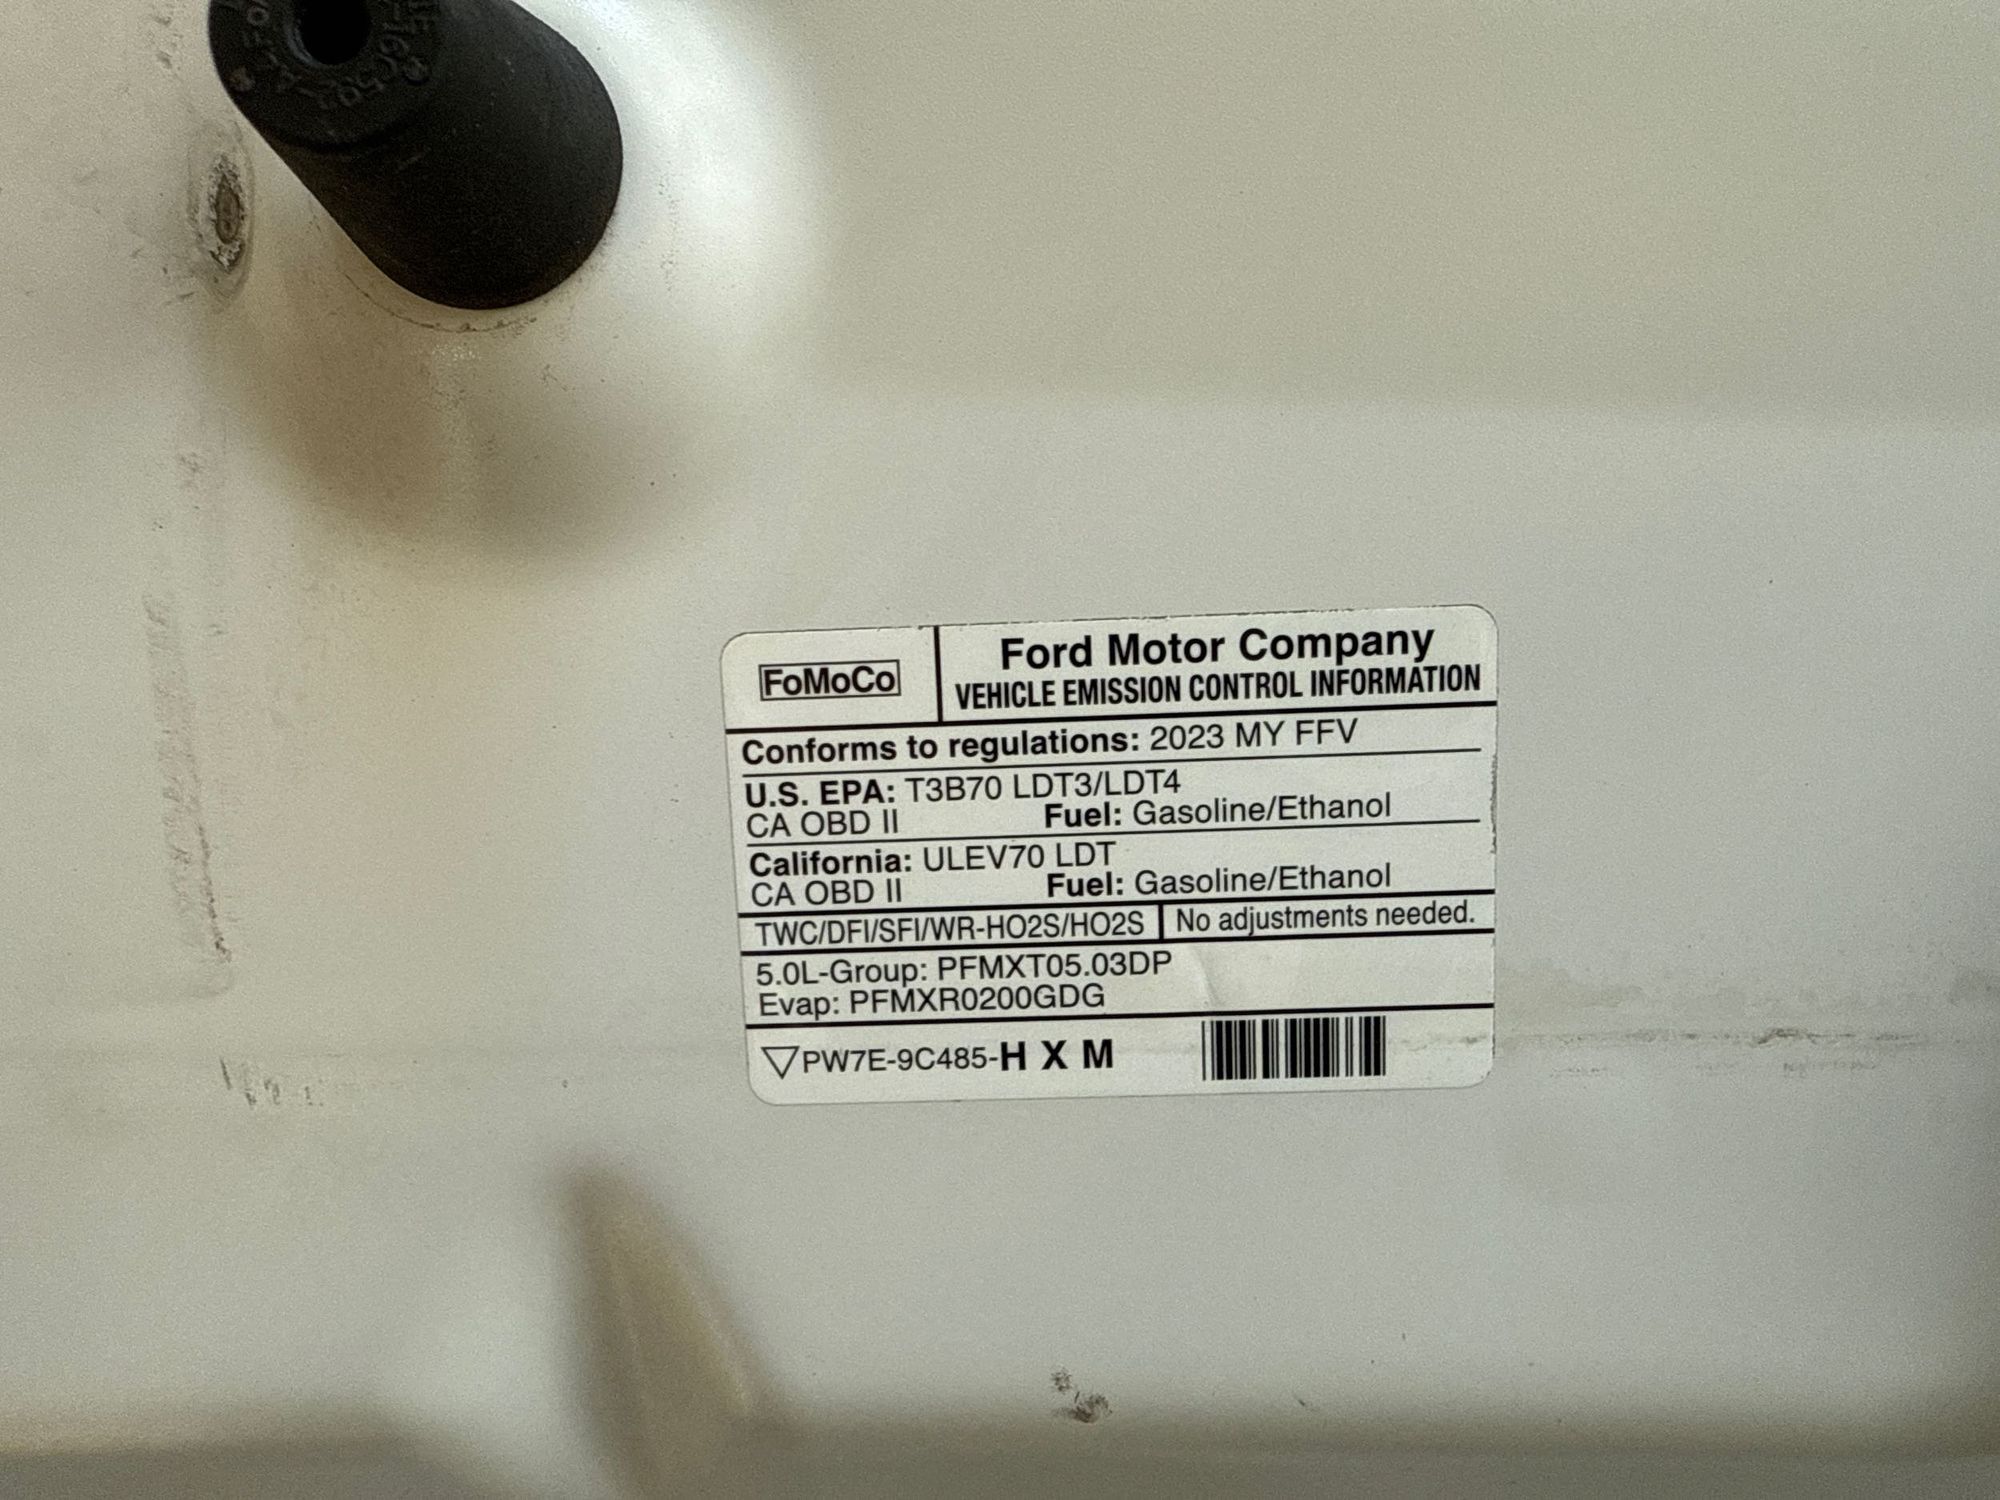 FoMoCo
Ford Motor Company
VEHICLE EMISSION CONTROL INFORMATION
Conforms to regulations: 2023 MY FFV
U.S. EPA: T3B70 LDT3/LDT4
CA OBD II Fuel: Gasoline/Ethanol
California: ULEV70 LDT
CA OBD II Fuel: Gasoline/Ethanol
TWC/DFI/SFI/WR-HO2S/HO2S No adjustments needed.
5.0L-Group: PFMXT05.03DP
Evap: PFMXR0200GDG
PW7E-9C485-H X M